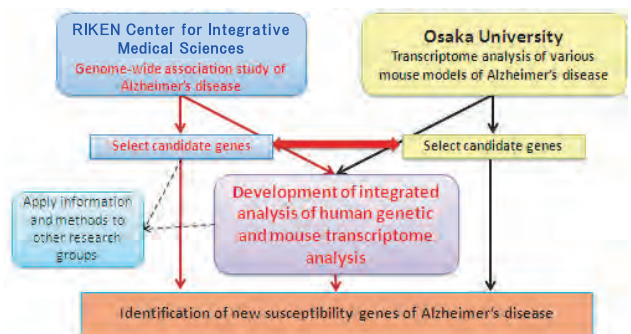 RIKEN Center for Integrative
Medical Sciences
Genome-wide association study of
Alzheimer's disease
Osaka University
Transcriptome analysis of various
mouse models of Alzheimer's disease
Select candidate genes
Select candidate genes
Development of integrated
analysis of human genetic
and mouse transcriptome
analysis
Apply information
and methods to
other research
groups
Identification of new susceptibility genes of Alzheimer's disease